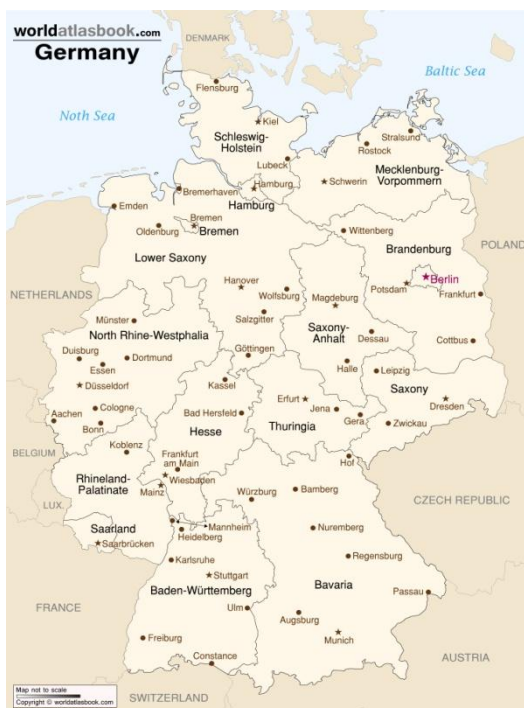 worldatlasbook.com
Germany
DENMARK
Baltic Sea
Noth Sea
Flensburg
Kiel
Stralsund
Schleswig-
Holstein
Rostock
Lubeck
Mecklenburg-
Vorpommern
Schwerin
Bremerhaven
Hamburg
Hamburg
Emden
Bremen
Oldenburg
Bremen
Wittenberg
Brandenburg
POLAND
Lower Saxony
Berlin
Hanover
Potsdam
NETHERLANDS
Wolfsburg
Magdeburg
Frankfurt
Münster
Salzgitter
Saxony-
Anhalt
North Rhine-Westphalia
Dessau
Cottbus
Duisburg
Dortmund
Göttingen
Essen
Halle
Leipzig
Düsseldorf
Kassel
Saxony
Aachen
Cologne
Bad Hersfeld
Erfurt
Jena
Dresden
Bonn
Hesse
Thuringia
Gera
Zwickau
Koblenz
BELGIUM
Frankfurt
am Main
Hof
Rhineland-
Palatinate
Wiesbaden
Mainz
Bamberg
Würzburg
CZECH REPUBLIC
LUX.
Saarland
Mannheim
Nuremberg
Heidelberg
Saarbrücken
Karlsruhe
Regensburg
Stuttgart
Baden-Württemberg
Bavaria
Passau
FRANCE
Ulm
Augsburg
Freiburg
Munich
Constance
AUSTRIA
Map not to scale
SWITZERLAND
Copyright © worldatlasbook.com